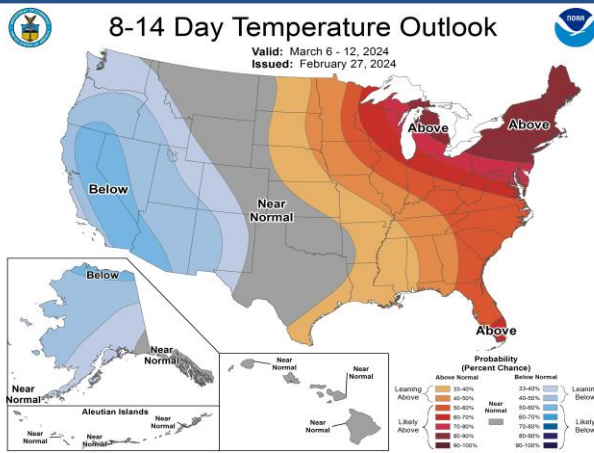 8-14 Day Temperature Outlook
Valid: March 6 - 12, 2024
Issued: February 27, 2024
NOAA
Above
Above
Below
Near
Normal
Above
Below
Near
Normal
Near
Normal
Aleutian Islands
Near
Normal
Near
Normal
Near
Normal
Near
Normal
Near
Normal
Near
Normal
Probability
(Percent Chance)
Above Normal
Below Normal
Leaning
Above
33-40%
40-50%
Likely
Above
50-60%
60-70%
70-80%
80-90%
90-100%
Near
Normal
33-40%
40-50%
Leaning
Below
50-60%
60-70%
70-80%
80-90%
90-100%
Likely
Below